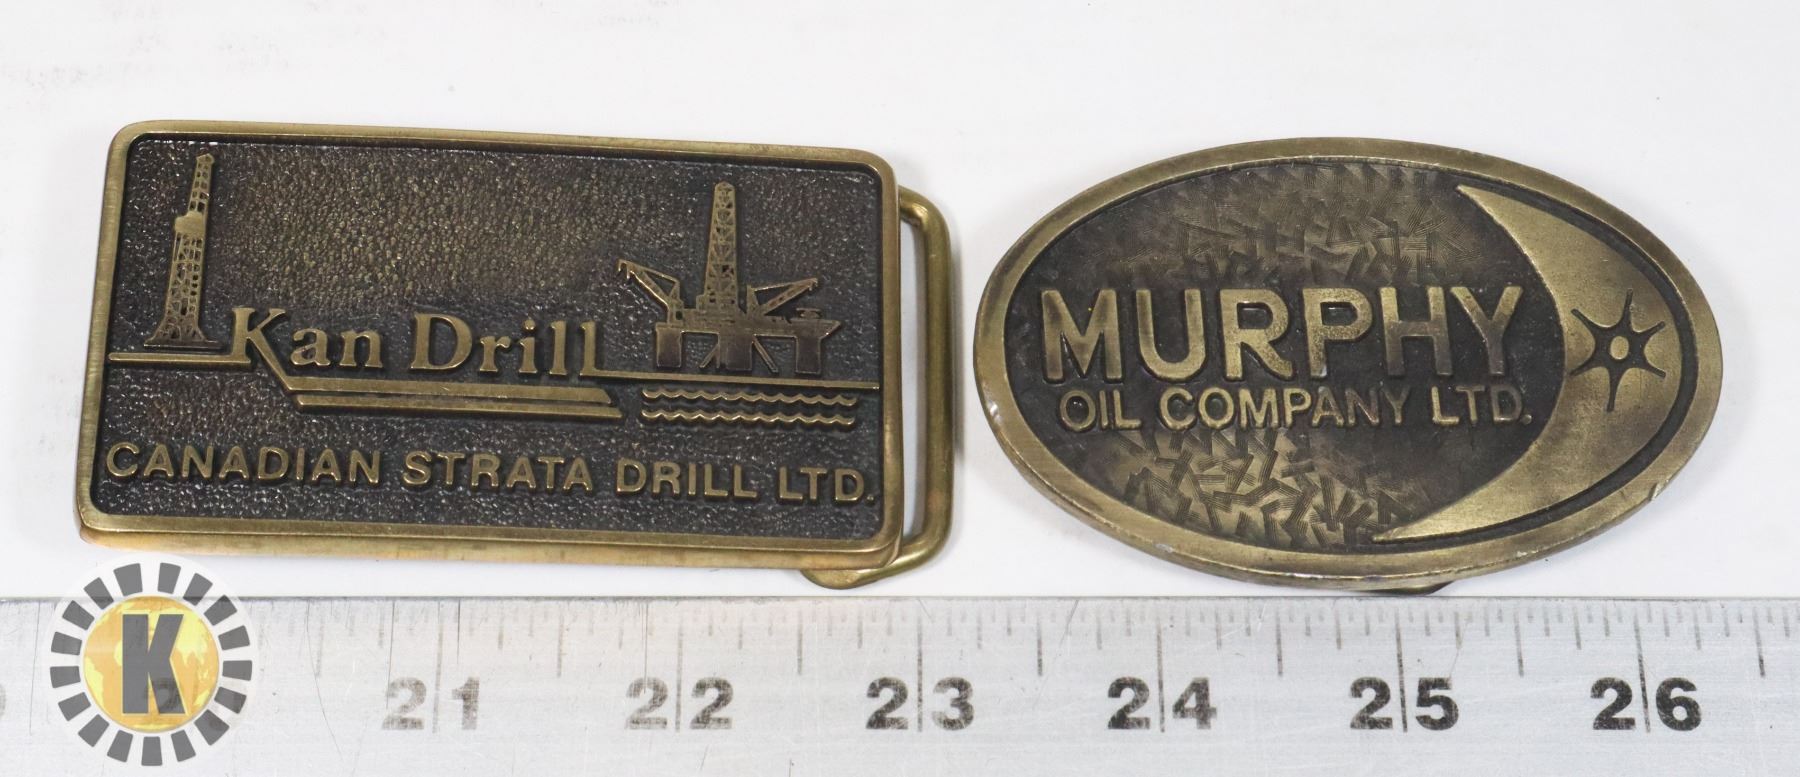 Kan Drill
CANADIAN STRATA DRILL LTD.
MURPHY
OIL COMPANY LTD.
K
21 22 23 24 25 26